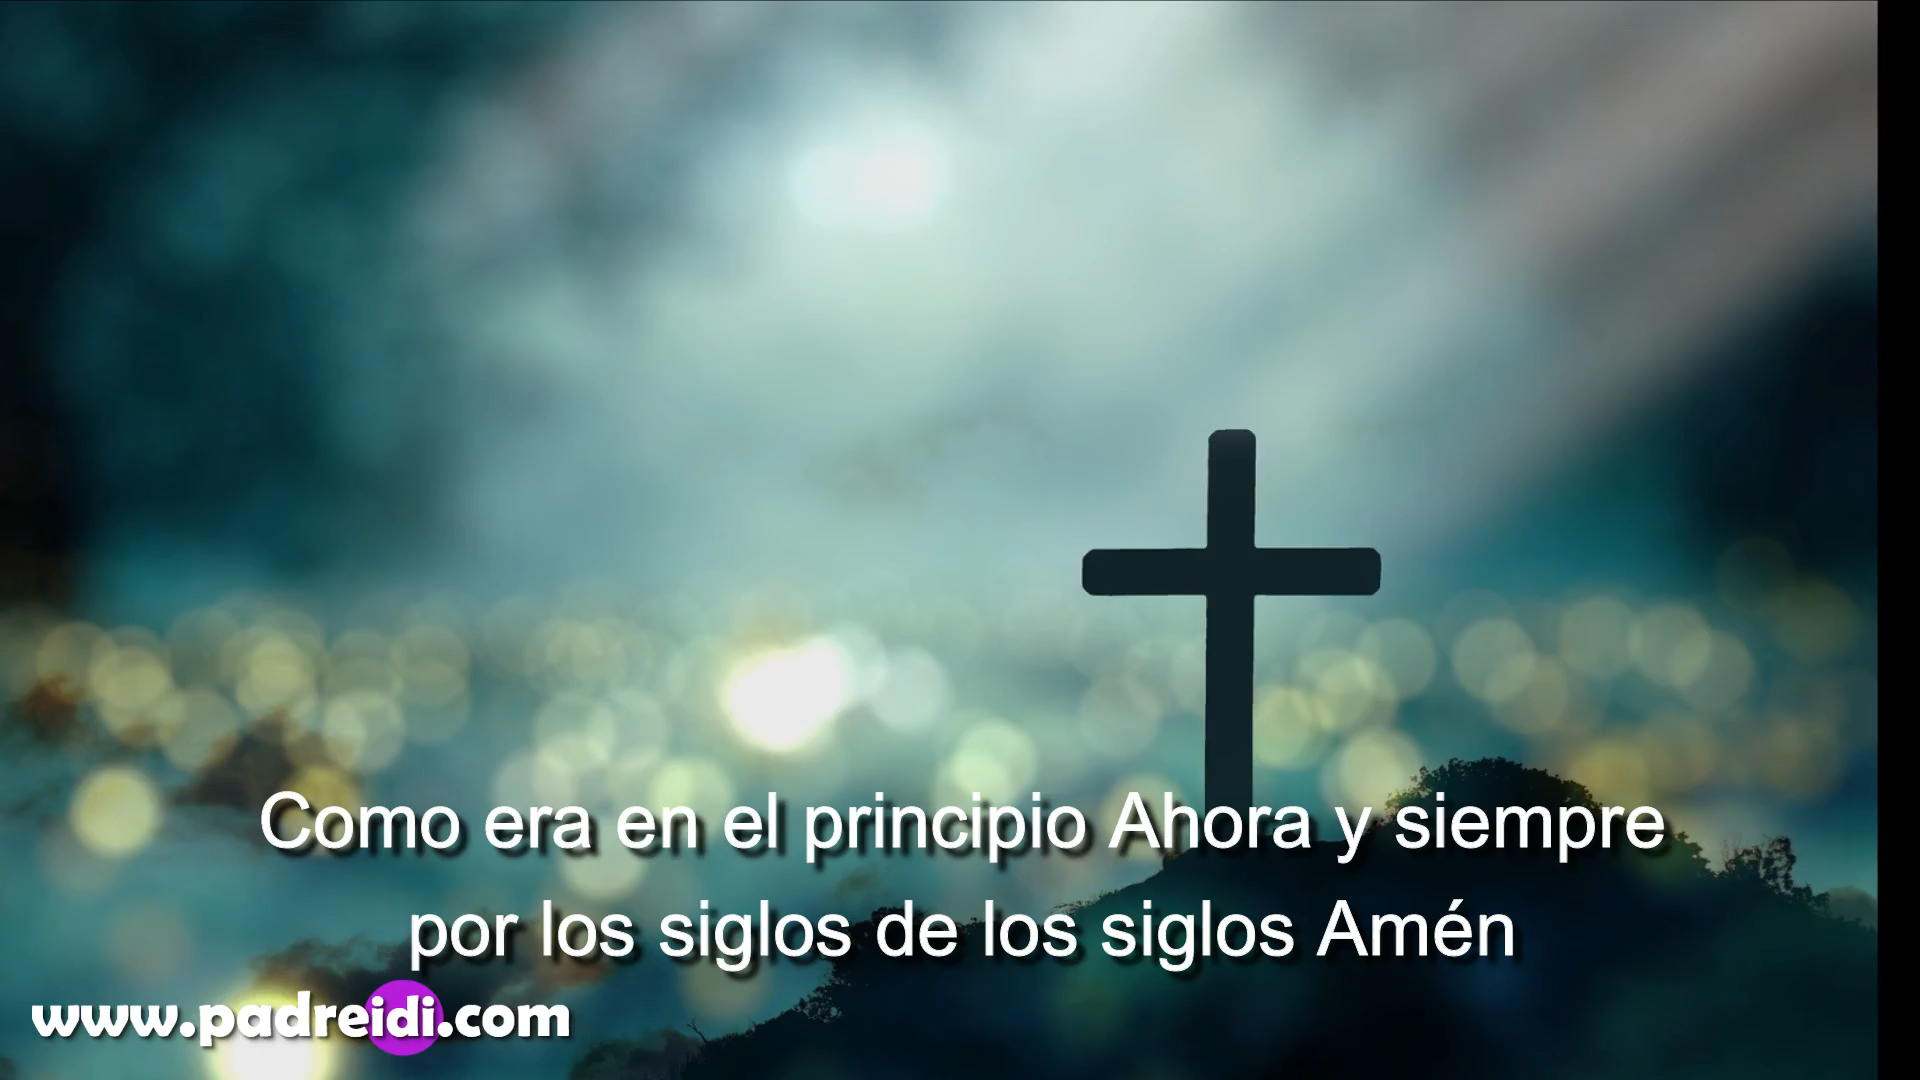 Como era en el principio Ahora y siempre
por los siglos de los siglos Amén
www.padreidi.com